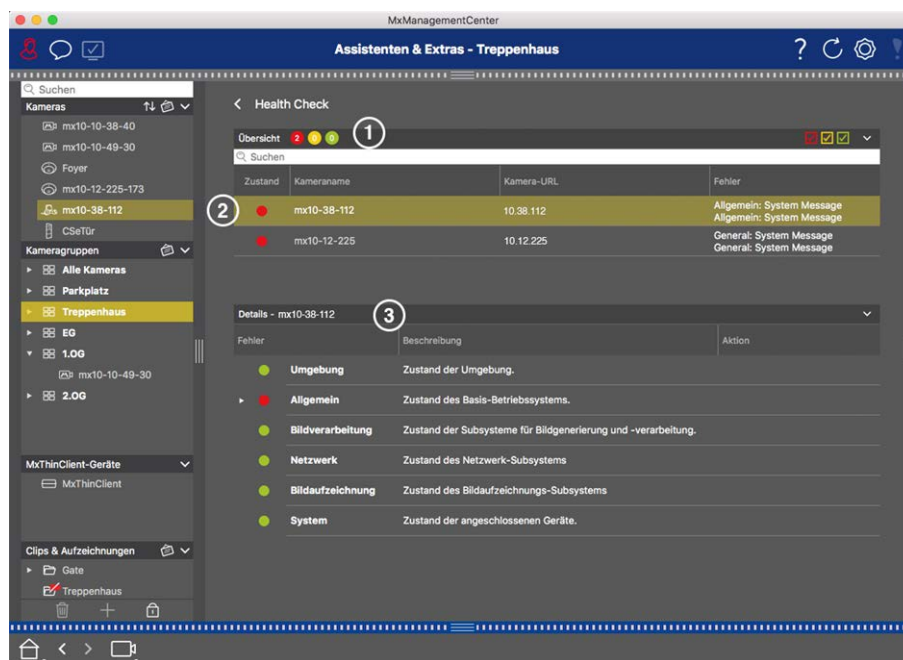 MxManagementCenter
Assistenten & Extras - Treppenhaus
?
Suchen
Kameras
mx10-10-38-40
mx10-10-49-30
Foyer
mx10-12-225-173
mx10-38-112
CSeTür
Kameragruppen
Alle Kameras
Parkplatz
Treppenhaus
EG
1.OG
mx10-10-49-30
2.OG
MxThinClient-Geräte
MxThinClient
Clips & Aufzeichnungen
Gate
Treppenhaus
Health Check
Übersicht 2 0 0 1
Suchen
Zustand Kameraname Kamera-URL Fehler
2 mx10-38-112 10.38.112 Allgemein: System Message
Allgemein: System Message
mx10-12-225 10.12.225 General: System Message
General: System Message
Details - mx10-38-112 3
Fehler Beschreibung Aktion
Umgebung Zustand der Umgebung.
Allgemein Zustand des Basis-Betriebssystems.
Bildverarbeitung Zustand der Subsysteme für Bildgenerierung und -verarbeitung.
Netzwerk Zustand des Netzwerk-Subsystems
Bildaufzeichnung Zustand des Bildaufzeichnungs-Subsystems
System Zustand der angeschlossenen Geräte.